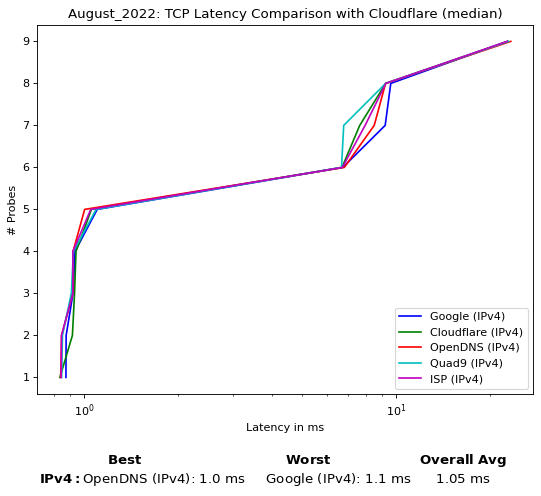 August_2022: TCP Latency Comparison with Cloudflare (median)
9
8
7
6
5
4
3
2
1
# Probes
Google (IPv4)
Cloudflare (IPv4)
OpenDNS (IPv4)
Quad9 (IPv4)
ISP (IPv4)
10⁰ 10¹
Latency in ms
Best Worst Overall Avg
IPv4: OpenDNS (IPv4): 1.0 ms Google (IPv4): 1.1 ms 1.05 ms